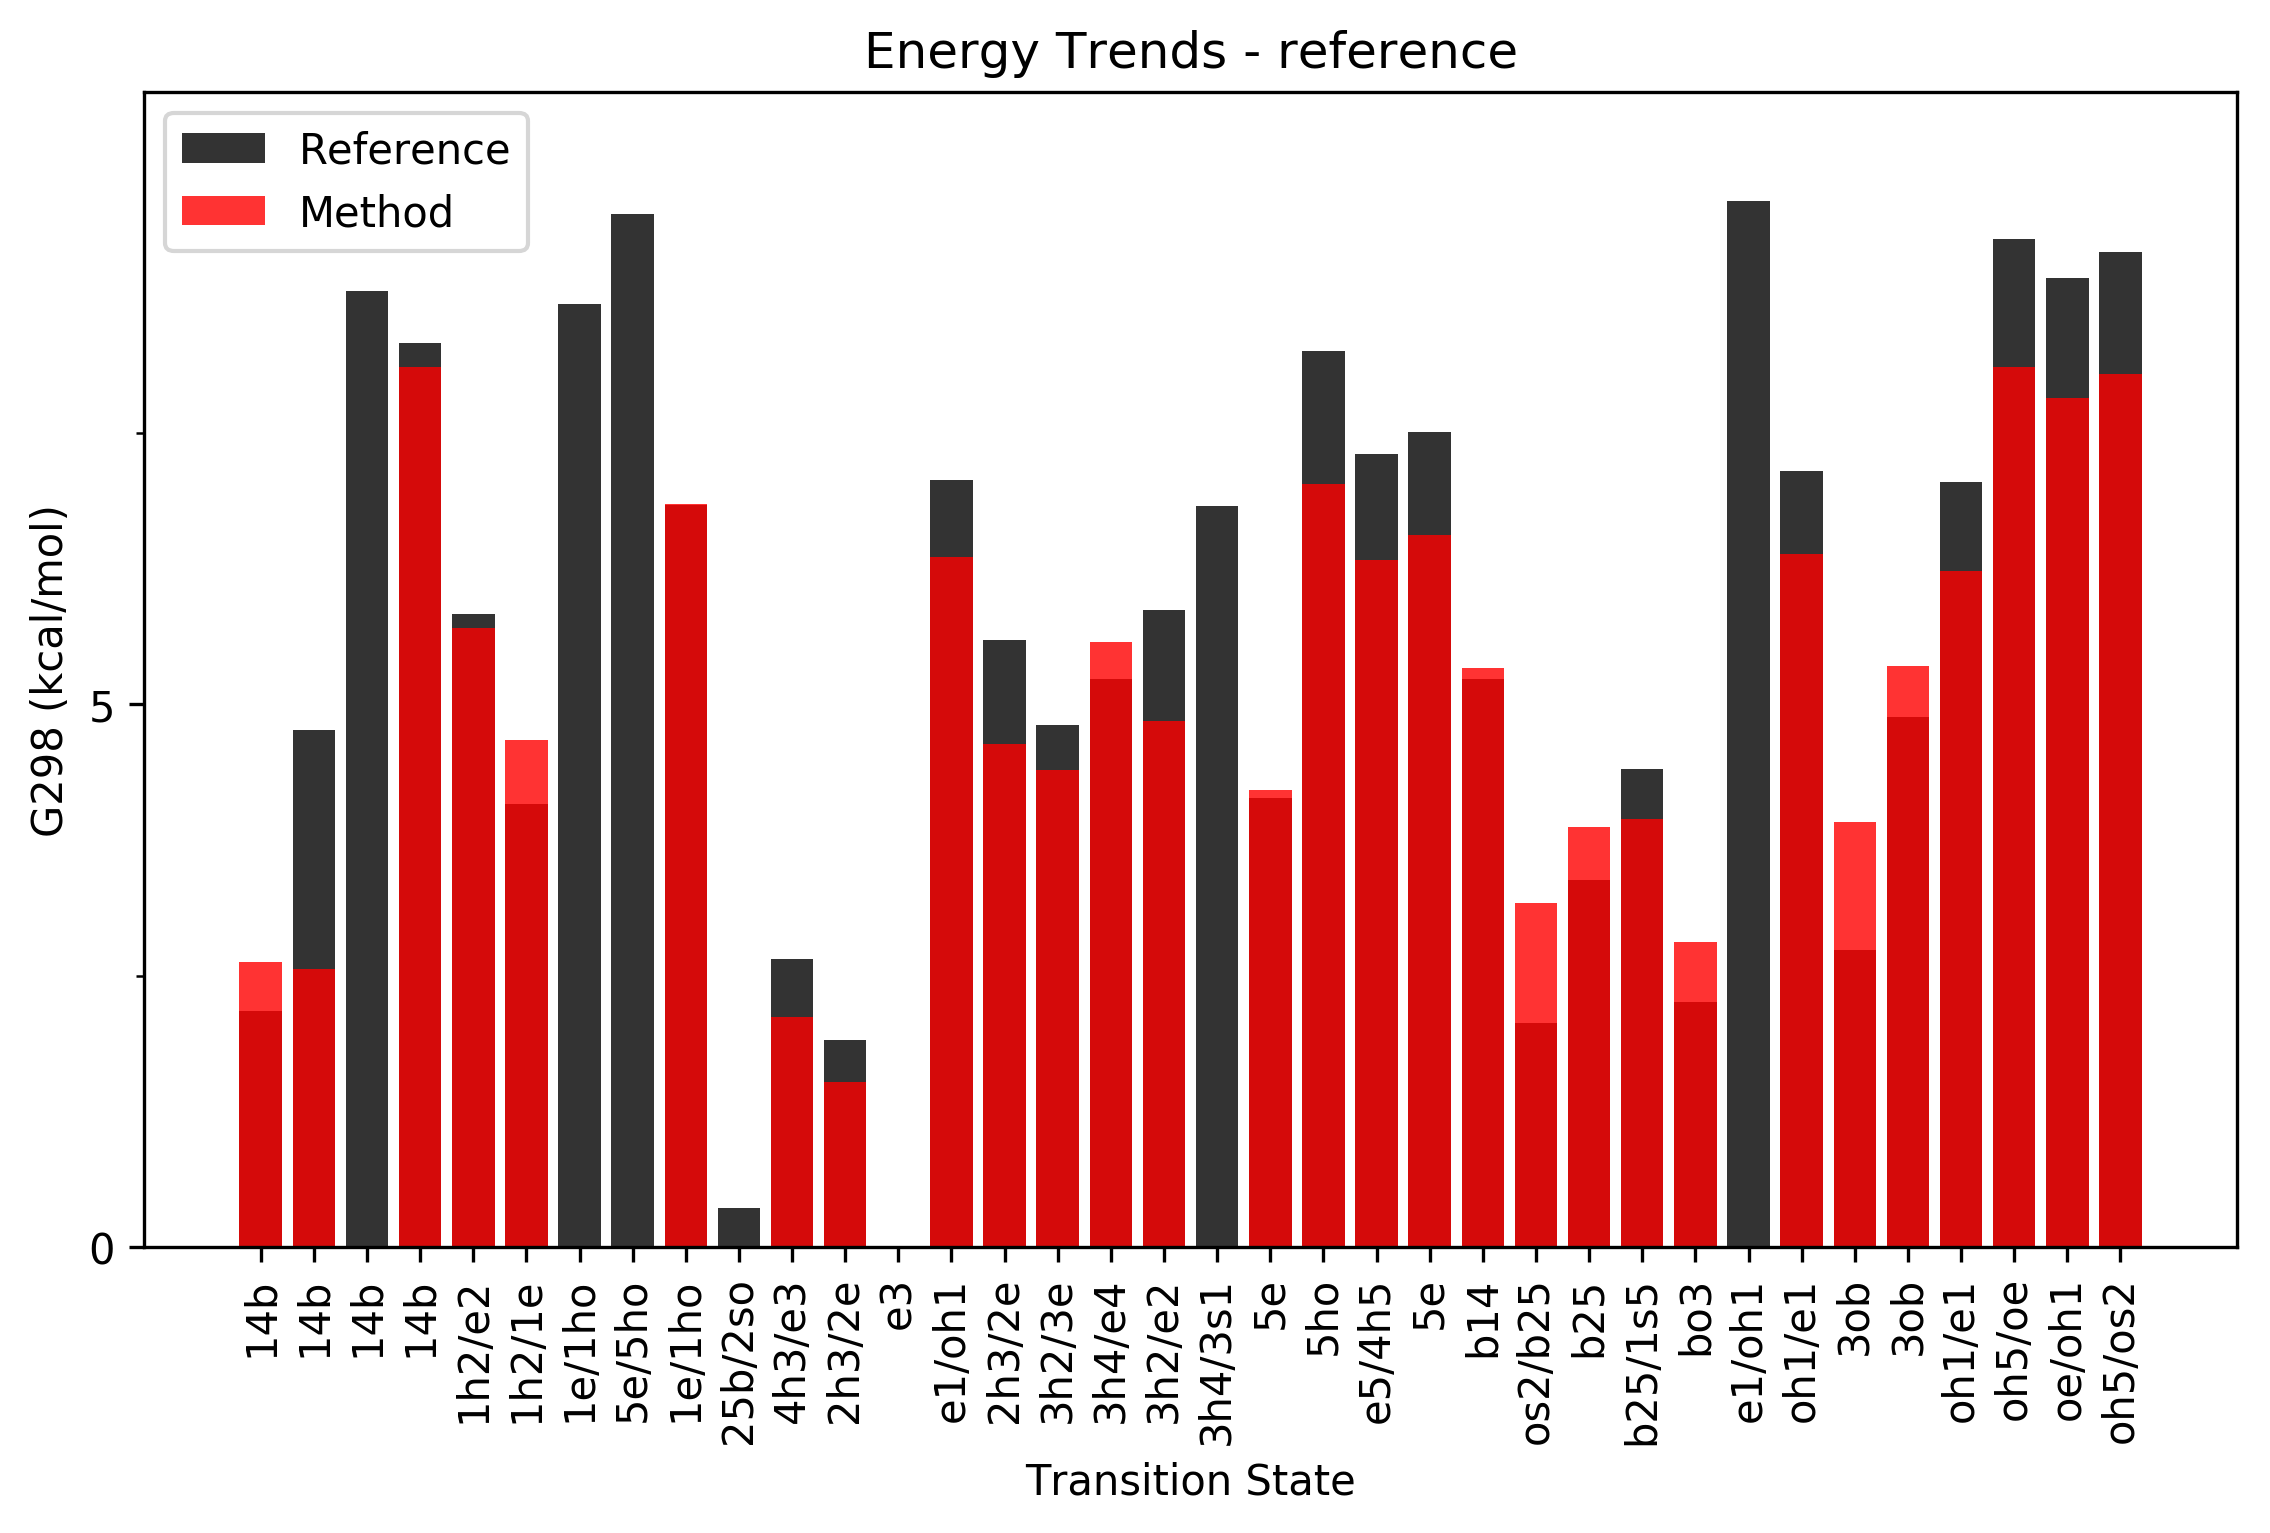 Energy Trends - reference
Reference
Method
G298 (kcal/mol)
5
0
14b
14b
14b
14b
1h2/e2
1h2/1e
1e/1ho
5e/5ho
1e/1ho
25b/2so
4h3/e3
2h3/2e
e3
e1/oh1
2h3/2e
3h2/3e
3h4/e4
3h2/e2
3h4/3s1
5e
5ho
e5/4h5
5e
b14
os2/b25
b25
b25/1s5
bo3
e1/oh1
oh1/e1
3ob
3ob
oh1/e1
oh5/oe
oe/oh1
oh5/os2
Transition State